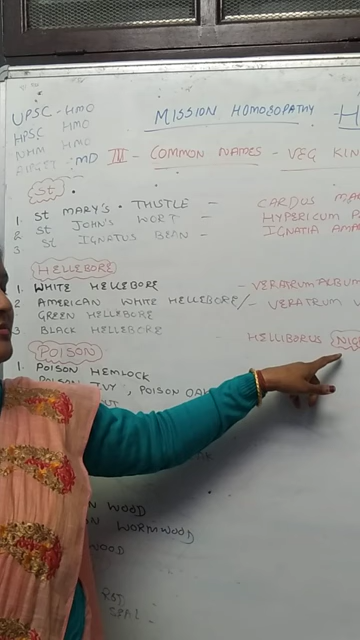 UPSC - HMO
HPSC HMO
NHM HMO
AIPGET : MD
MISSION HOMOEOPATHY - H
III - COMMON NAMES - VEG KIN
St.
1. ST MARY'S . THISTLE - CARDUS MA
2. ST JOHN'S WORT - HYPERICUM P
3. St IGNATUS BEAN - IGNATIA AMA
HELLEBORE
1. WHITE HELLEBORE - VERATRUM ALBUM
2 AMERICAN WHITE HELLEBORE/ - VERATRUM V
GREEN HELLEBORE
3 BLACK HELLEBORE HELLIBORUS NIG
POISON
1. POISON HEMLOCK
POISON IVY, POISON OAK
WOOD
WORMWOOD
WOOD